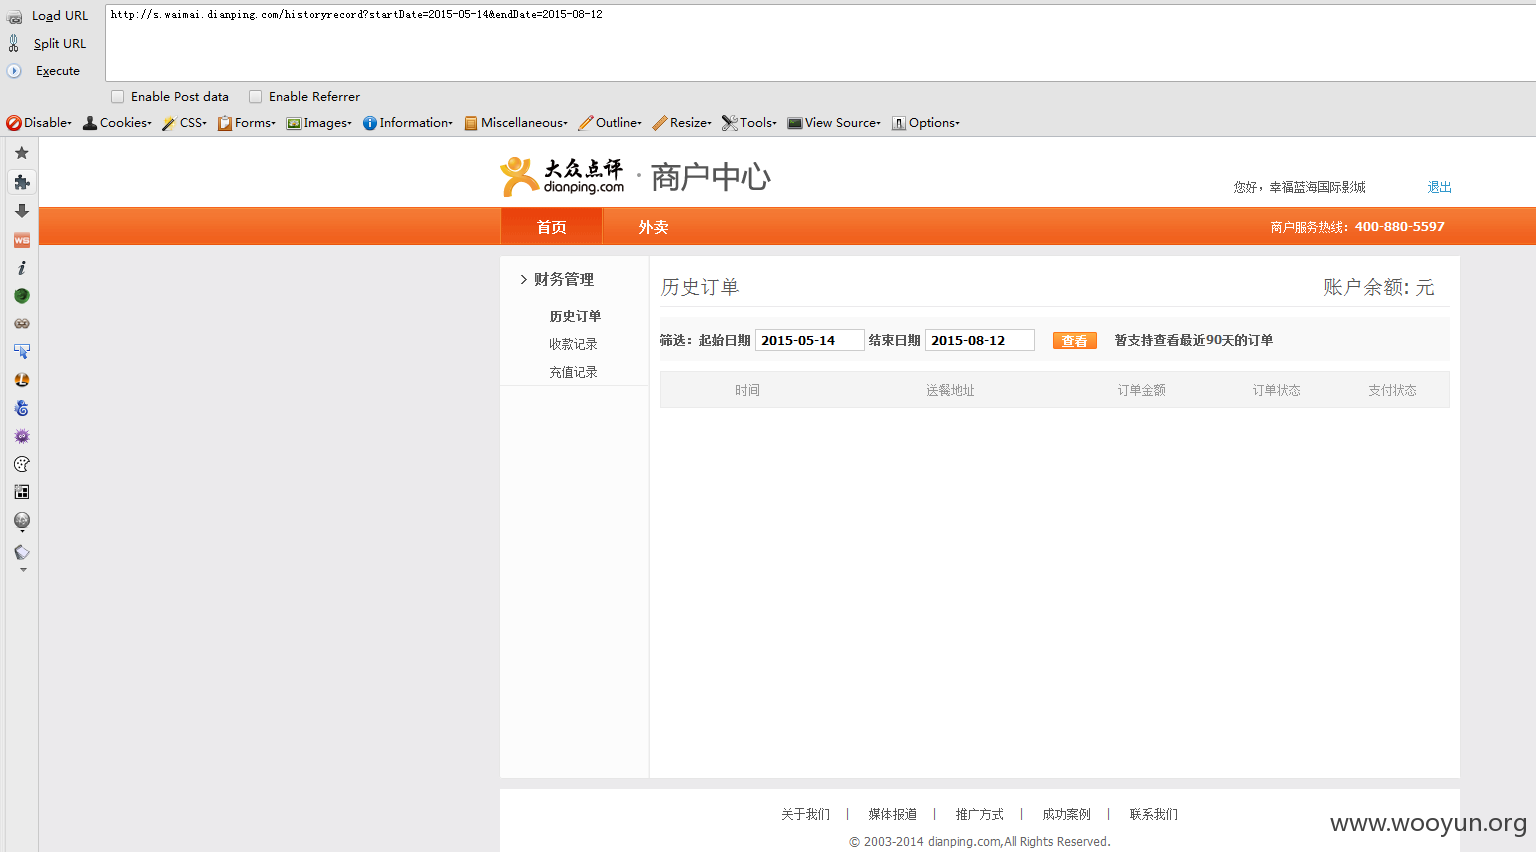 Load URL
http://s.waimai.dianping.com/historyrecord?startDate=2015-05-14&endDate=2015-08-12
Split URL
Execute
Enable Post data Enable Referrer
Disable Cookies CSS Forms Images Information Miscellaneous Outline Resize Tools View Source Options
大众点评 dianping.com · 商户中心
您好，幸福蓝海国际影城 退出
首页 外卖 商户服务热线：400-880-5597
财务管理
历史订单
收款记录
充值记录
历史订单 账户余额: 元
筛选：起始日期 2015-05-14 结束日期 2015-08-12 查看 暂支持查看最近90天的订单
时间 送餐地址 订单金额 订单状态 支付状态
关于我们 | 媒体报道 | 推广方式 | 成功案例 | 联系我们
© 2003-2014 dianping.com,All Rights Reserved.
www.wooyun.org
WS